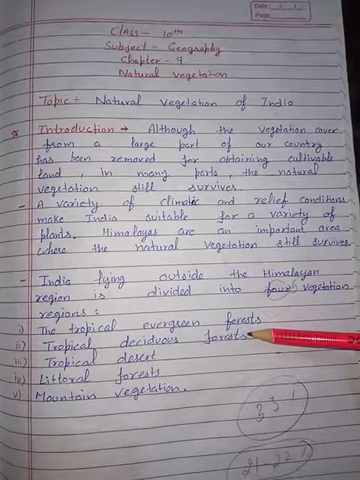 Date: / /
Page:
Class - 10th
Subject - Geography
Chapter - 9
Natural vegetation
Topic ÷ Natural Vegetation of India
Introduction → Although the vegetation cover
from a large part of our country
has been removed for obtaining cultivable
land, in many parts, the natural
vegetation still survives.
- A variety of climatic and relief conditions
make India suitable for a variety of
plants. Himalayas are an important area
where the natural vegetation still survives.
- India lying outside the Himalayan
region is divided into four vegetation
regions :
i) The tropical evergreen forests
ii) Tropical deciduous forests
iii) Tropical desert
iv) Littoral forests
v) Mountain vegetation.
331
21-22